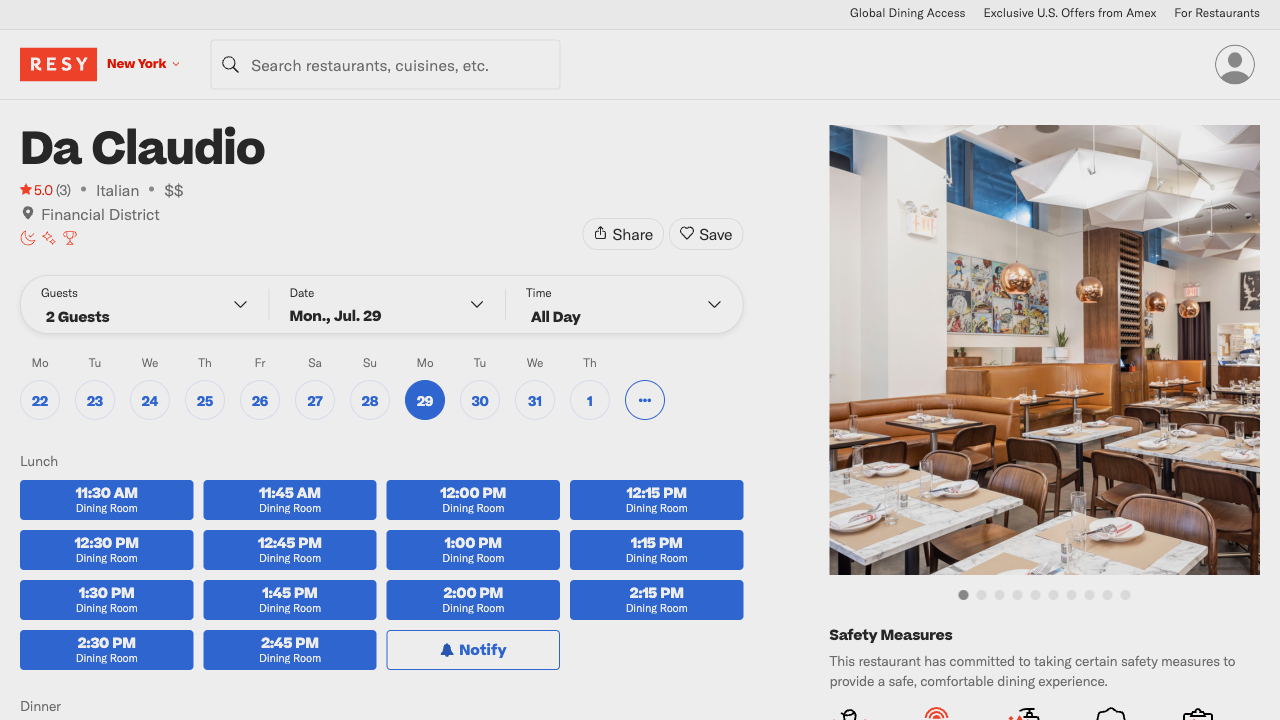 Global Dining Access Exclusive U.S. Offers from Amex For Restaurants
RESY New York Search restaurants, cuisines, etc.
Da Claudio
5.0 (3) • Italian • $$
Financial District
Share Save
Guests Date Time
2 Guests Mon., Jul. 29 All Day
Mo Tu We Th Fr Sa Su Mo Tu We Th
22 23 24 25 26 27 28 29 30 31 1 •••
Lunch
11:30 AM 11:45 AM 12:00 PM 12:15 PM
Dining Room Dining Room Dining Room Dining Room
12:30 PM 12:45 PM 1:00 PM 1:15 PM
Dining Room Dining Room Dining Room Dining Room
1:30 PM 1:45 PM 2:00 PM 2:15 PM
Dining Room Dining Room Dining Room Dining Room
2:30 PM 2:45 PM Notify
Dining Room Dining Room
Dinner
EXIT
Safety Measures
This restaurant has committed to taking certain safety measures to
provide a safe, comfortable dining experience.